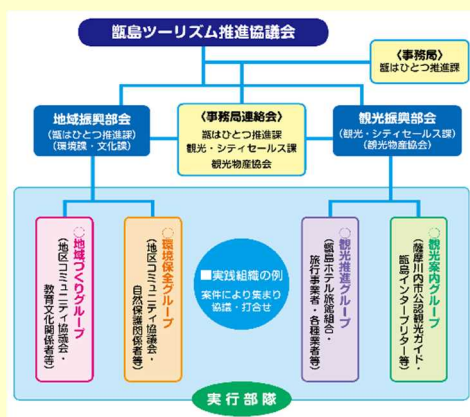 甑島ツーリズム推進協議会
〈事務局〉
甑はひとつ推進課
地域振興部会
(甑はひとつ推進課)
(環境課・文化課)
〈事務局連絡会〉
甑はひとつ推進課
観光・シティセールス課
観光物産協会
観光振興部会
(観光・シティセールス課)
(観光物産協会)
◌地域づくりグループ
(地区コミュニティ協議会・
教育文化関係者等)
◌環境保全グループ
(地区コミュニティ協議会・
自然保護関係者等)
■実践組織の例
案件により集まり
協議・打合せ
◌観光推進グループ
(甑島ホテル旅館組合・
旅行事業者・各種業者等)
◌観光案内グループ
(薩摩川内市公認観光ガイド・
甑島インタープリター等)
実行部隊